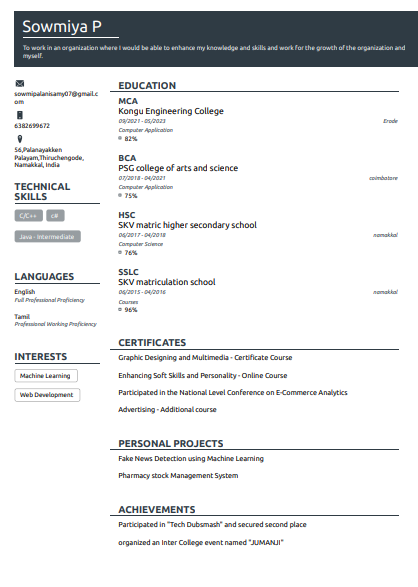 Sowmiya P
To work in an organization where I would be able to enhance my knowledge and skills and work for the growth of the organization and
myself.
sowmipalanisamy07@gmail.c
om
6382699672
56,Palanayakken
Palayam,Thiruchengode,
Namakkal, India
TECHNICAL
SKILLS
C/C++ c#
Java - Intermediate
LANGUAGES
English
Full Professional Proficiency
Tamil
Professional Working Proficiency
INTERESTS
Machine Learning
Web Development
EDUCATION
MCA
Kongu Engineering College
09/2021 - 05/2023 Erode
Computer Application
82%
BCA
PSG college of arts and science
07/2018 - 04/2021 coimbatore
Computer Application
75%
HSC
SKV matric higher secondary school
06/2017 - 04/2018 namakkal
Computer Science
76%
SSLC
SKV matriculation school
06/2015 - 04/2016 namakkal
Courses
96%
CERTIFICATES
Graphic Designing and Multimedia - Certificate Course
Enhancing Soft Skills and Personality - Online Course
Participated in the National Level Conference on E-Commerce Analytics
Advertising - Additional course
PERSONAL PROJECTS
Fake News Detection using Machine Learning
Pharmacy stock Management System
ACHIEVEMENTS
Participated in "Tech Dubsmash" and secured second place
organized an Inter College event named "JUMANJI"